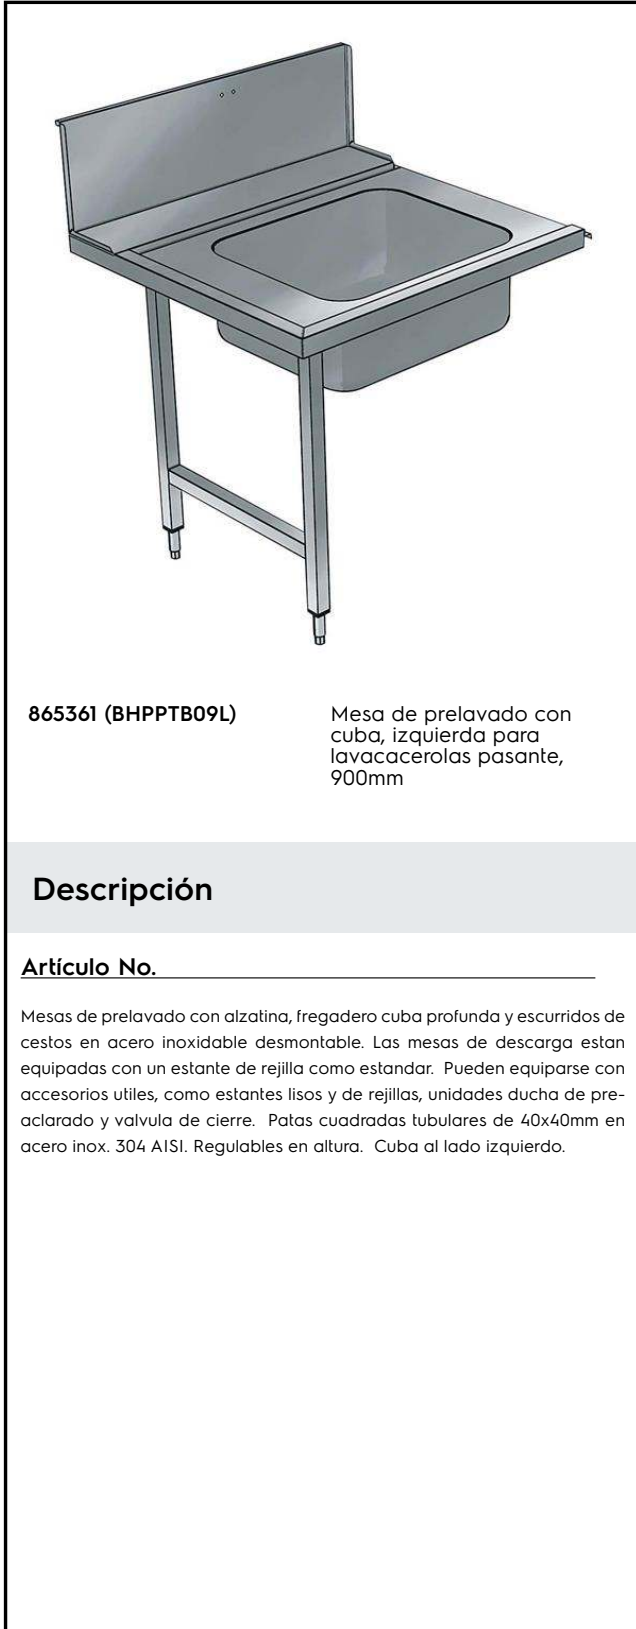 865361 (BHPPTB09L)
Mesa de prelavado con
cuba, izquierda para
lavacacerolas pasante,
900mm
Descripción
Artículo No.
Mesas de prelavado con alzatina, fregadero cuba profunda y escurridos de
cestos en acero inoxidable desmontable. Las mesas de descarga estan
equipadas con un estante de rejilla como estandar. Pueden equiparse con
accesorios utiles, como estantes lisos y de rejillas, unidades ducha de pre-
aclarado y valvula de cierre. Patas cuadradas tubulares de 40x40mm en
acero inox. 304 AISI. Regulables en altura. Cuba al lado izquierdo.